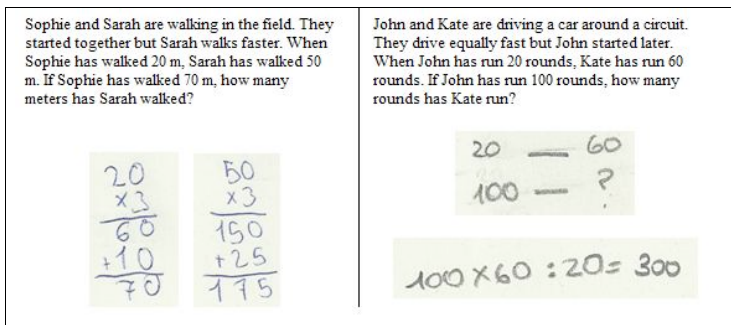 Sophie and Sarah are walking in the field. They
started together but Sarah walks faster. When
Sophie has walked 20 m, Sarah has walked 50
m. If Sophie has walked 70 m, how many
meters has Sarah walked?
20
x3
60
+10
70
50
x3
150
+25
175
John and Kate are driving a car around a circuit.
They drive equally fast but John started later.
When John has run 20 rounds, Kate has run 60
rounds. If John has run 100 rounds, how many
rounds has Kate run?
20 — 60
100 — ?
100 x 60 : 20 = 300